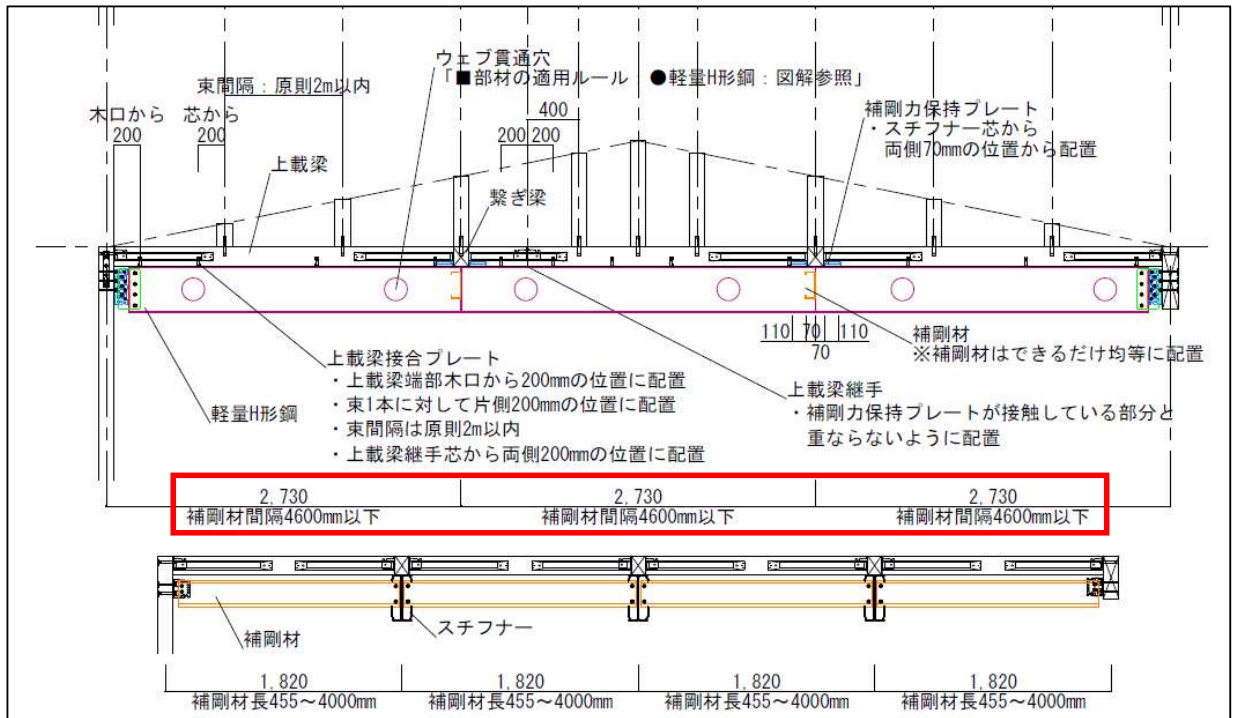 ウェブ貫通穴
「■部材の適用ルール：●軽量H形鋼：図解参照」
束間隔：原則2m以内
木口から
200
芯から
200
400
200
200
補剛力保持プレート
・スチフナー芯から
両側70mmの位置から配置
上載梁
繋ぎ梁
110
70
110
70
補剛材
※補剛材はできるだけ均等に配置
上載梁接合プレート
・上載梁端部木口から200mmの位置に配置
・束1本に対して片側200mmの位置に配置
・束間隔は原則2m以内
・上載梁継手芯から両側200mmの位置に配置
軽量H形鋼
上載梁継手
・補剛力保持プレートが接触している部分と
重ならないように配置
2,730
補剛材間隔4600mm以下
2,730
補剛材間隔4600mm以下
2,730
補剛材間隔4600mm以下
補剛材
スチフナー
1,820
補剛材長455～4000mm
1,820
補剛材長455～4000mm
1,820
補剛材長455～4000mm
1,820
補剛材長455～4000mm